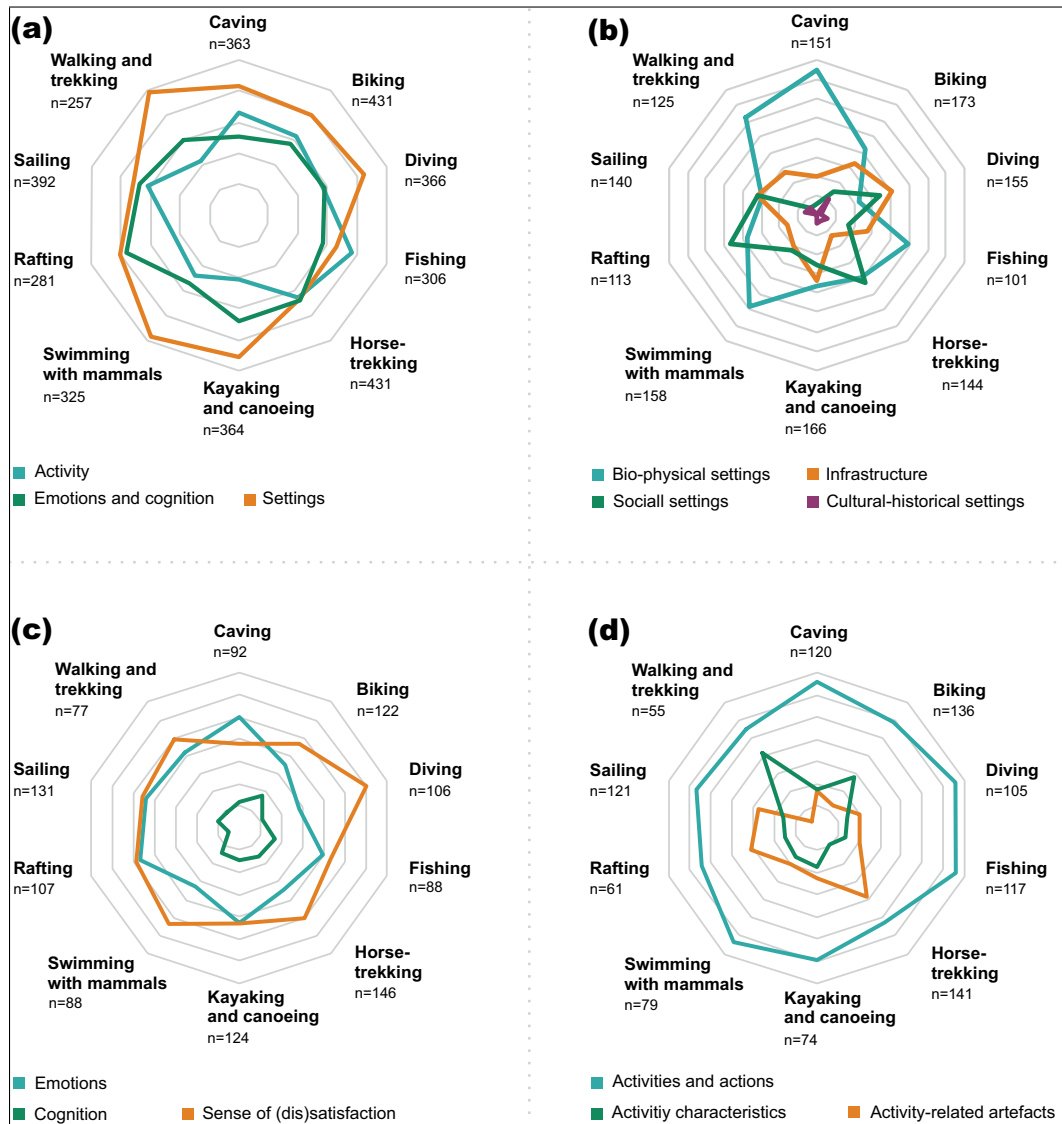 (a)
Caving
n=363
Biking
n=431
Diving
n=366
Fishing
n=306
Horse-
trekking
n=431
Kayaking
and canoeing
n=364
Swimming
with mammals
n=325
Rafting
n=281
Sailing
n=392
Walking and
trekking
n=257
Activity
Emotions and cognition
Settings
(b)
Caving
n=151
Biking
n=173
Diving
n=155
Fishing
n=101
Horse-
trekking
n=144
Kayaking
and canoeing
n=166
Swimming
with mammals
n=158
Rafting
n=113
Sailing
n=140
Walking and
trekking
n=125
Bio-physical settings
Infrastructure
Sociall settings
Cultural-historical settings
(c)
Caving
n=92
Biking
n=122
Diving
n=106
Fishing
n=88
Horse-
trekking
n=146
Kayaking
and canoeing
n=124
Swimming
with mammals
n=88
Rafting
n=107
Sailing
n=131
Walking and
trekking
n=77
Emotions
Cognition
Sense of (dis)satisfaction
(d)
Caving
n=120
Biking
n=136
Diving
n=105
Fishing
n=117
Horse-
trekking
n=141
Kayaking
and canoeing
n=74
Swimming
with mammals
n=79
Rafting
n=61
Sailing
n=121
Walking and
trekking
n=55
Activities and actions
Activitiy characteristics
Activity-related artefacts